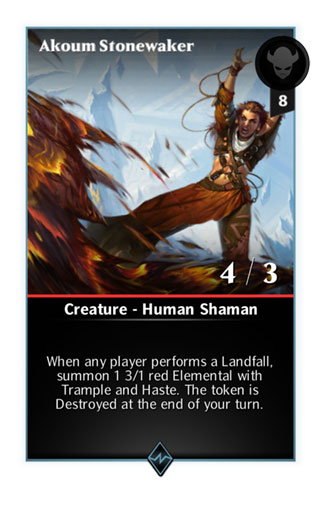 Akoum Stonewaker
8
4 / 3
Creature - Human Shaman
When any player performs a Landfall,
summon 1 3/1 red Elemental with
Trample and Haste. The token is
Destroyed at the end of your turn.